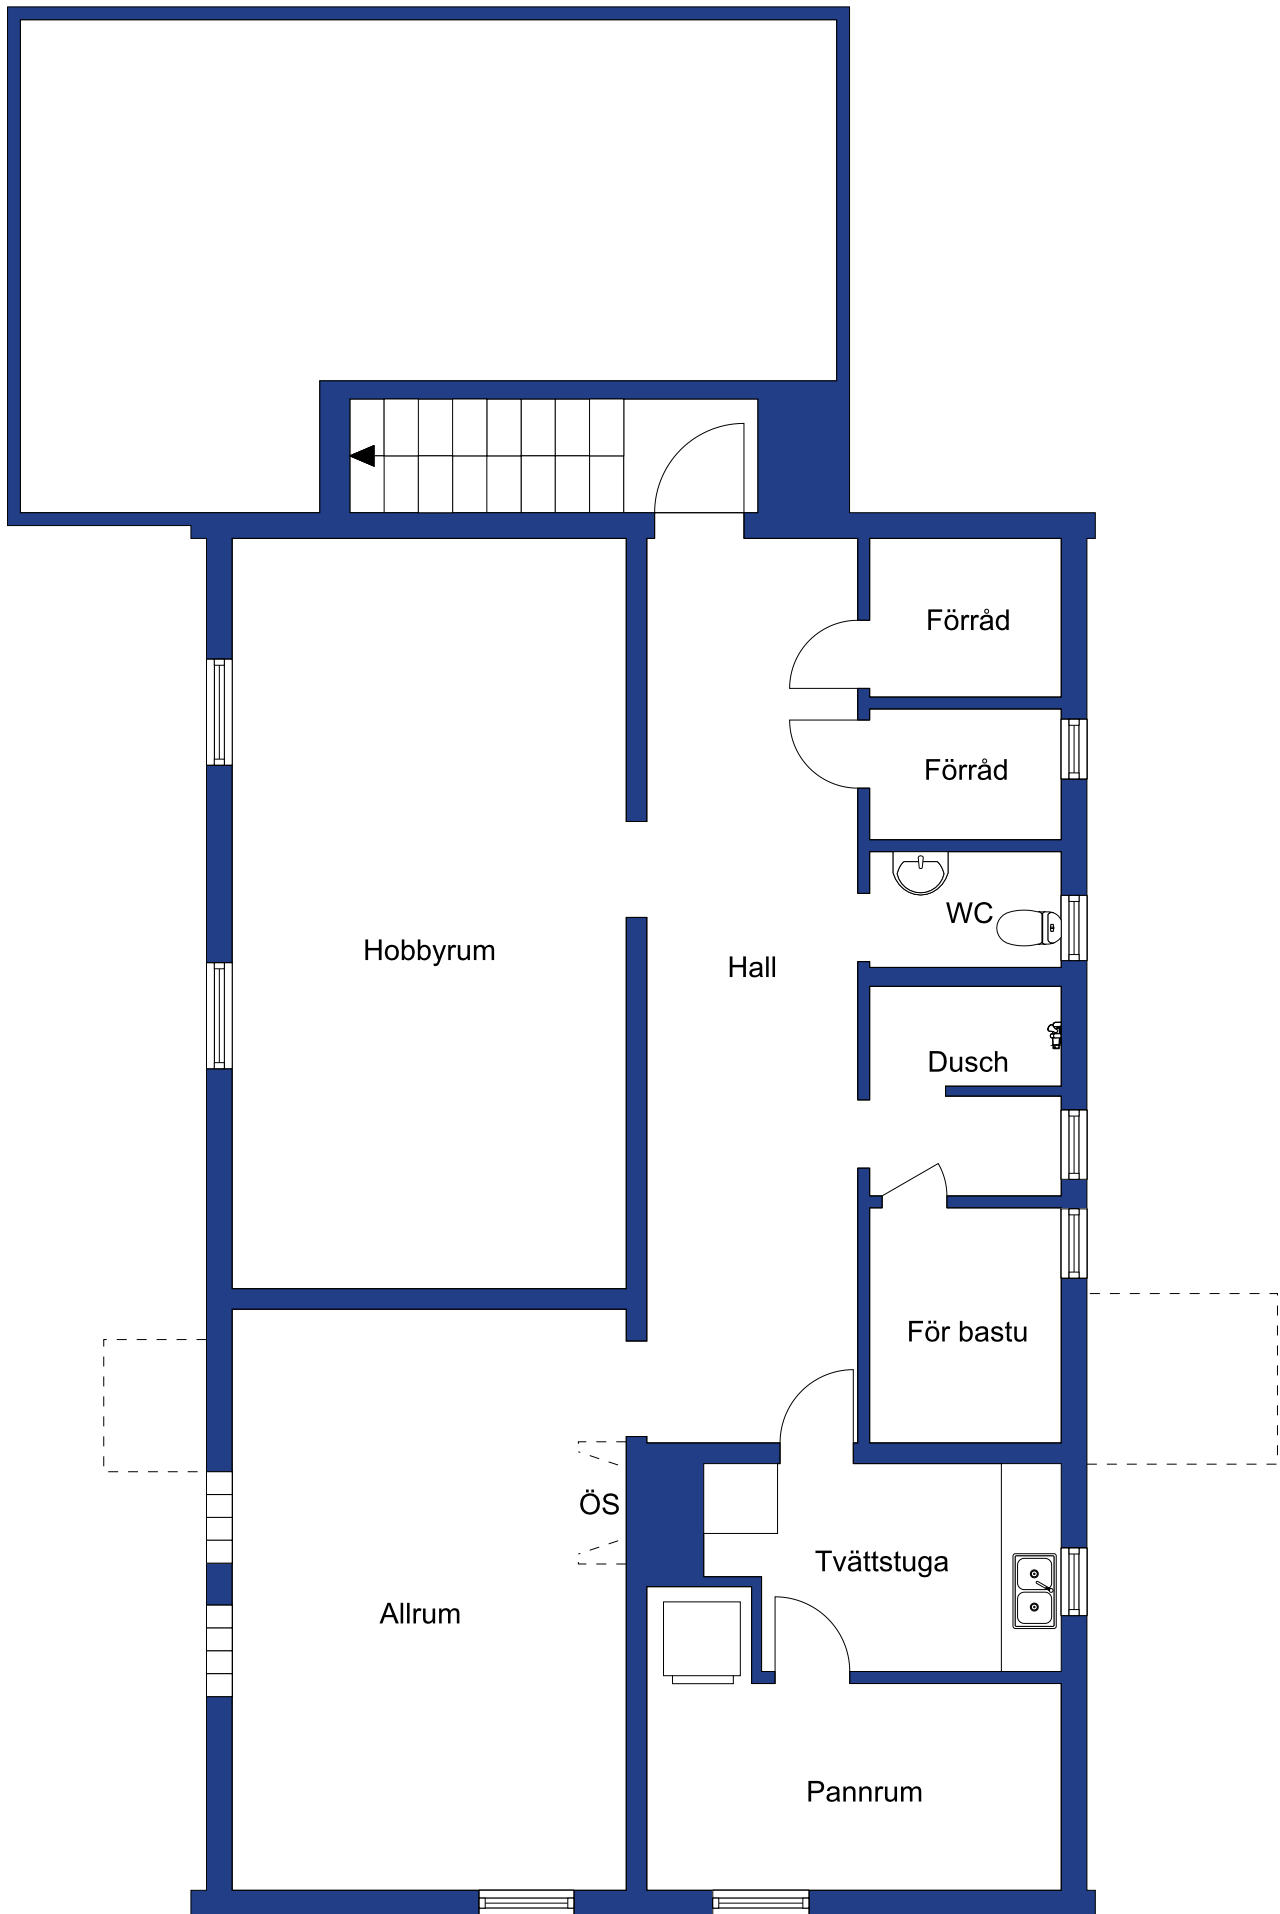 Förråd
Förråd
WC
Hobbyrum
Hall
Dusch
För bastu
ÖS
Tvättstuga
Allrum
Pannrum